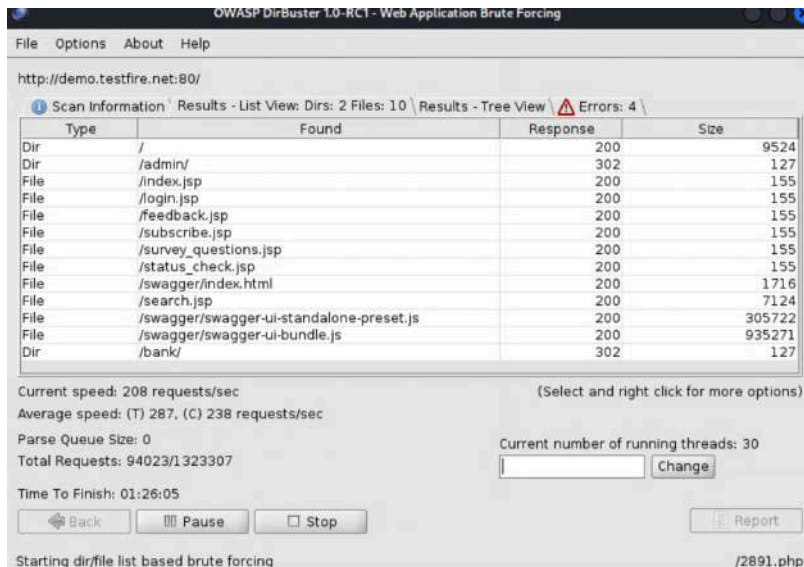 OWASP DirBuster 1.0-RC1 - Web Application Brute Forcing
File Options About Help
http://demo.testfire.net:80/
Scan Information Results - List View: Dirs: 2 Files: 10 Results - Tree View Errors: 4
Type Found Response Size
Dir / 200 9524
Dir /admin/ 302 127
File /index.jsp 200 155
File /login.jsp 200 155
File /feedback.jsp 200 155
File /subscribe.jsp 200 155
File /survey_questions.jsp 200 155
File /status_check.jsp 200 155
File /swagger/index.html 200 1716
File /search.jsp 200 7124
File /swagger/swagger-ui-standalone-preset.js 200 305722
File /swagger/swagger-ui-bundle.js 200 935271
Dir /bank/ 302 127
Current speed: 208 requests/sec (Select and right click for more options)
Average speed: (T) 287, (C) 238 requests/sec
Parse Queue Size: 0
Current number of running threads: 30
Total Requests: 94023/1323307
Change
Time To Finish: 01:26:05
Back Pause Stop Report
Starting dir/file list based brute forcing /2891.php